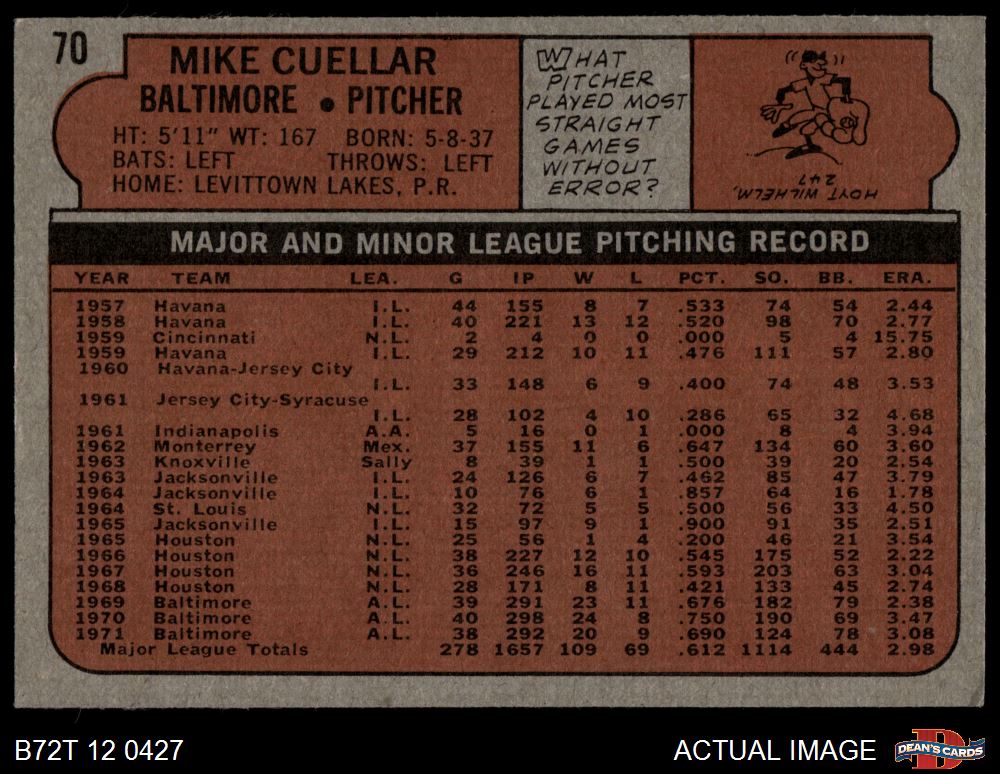 70
MIKE CUELLAR
BALTIMORE • PITCHER
HT: 5'11" WT: 167 BORN: 5-8-37
BATS: LEFT THROWS: LEFT
HOME: LEVITTOWN LAKES, P.R.
WHAT
PITCHER
PLAYED MOST
STRAIGHT
GAMES
WITHOUT
ERROR?
HOYT WILHELM,
247
MAJOR AND MINOR LEAGUE PITCHING RECORD
YEAR TEAM LEA. G IP W L PCT. SO. BB. ERA.
1957 Havana I.L. 44 155 8 7 .533 74 54 2.44
1958 Havana I.L. 40 221 13 12 .520 98 70 2.77
1959 Cincinnati N.L. 2 4 0 0 .000 5 4 15.75
1959 Havana I.L. 29 212 10 11 .476 111 57 2.80
1960 Havana-Jersey City
I.L. 33 148 6 9 .400 74 48 3.53
1961 Jersey City-Syracuse
I.L. 28 102 4 10 .286 65 32 4.68
1961 Indianapolis A.A. 5 16 0 1 .000 8 4 3.94
1962 Monterrey Mex. 37 155 11 6 .647 134 60 3.60
1963 Knoxville Sally 8 39 1 1 .500 39 20 2.54
1963 Jacksonville I.L. 24 126 6 7 .462 85 47 3.79
1964 Jacksonville I.L. 10 76 6 1 .857 64 16 1.78
1964 St. Louis N.L. 32 72 5 5 .500 56 33 4.50
1965 Jacksonville I.L. 15 97 9 1 .900 91 35 2.51
1965 Houston N.L. 25 56 1 4 .200 46 21 3.54
1966 Houston N.L. 38 227 12 10 .545 175 52 2.22
1967 Houston N.L. 36 246 16 11 .593 203 63 3.04
1968 Houston N.L. 28 171 8 11 .421 133 45 2.74
1969 Baltimore A.L. 39 291 23 11 .676 182 79 2.38
1970 Baltimore A.L. 40 298 24 8 .750 190 69 3.47
1971 Baltimore A.L. 38 292 20 9 .690 124 78 3.08
Major League Totals 278 1657 109 69 .612 1114 444 2.98
B72T 12 0427
ACTUAL IMAGE
D
DEAN'S CARDS